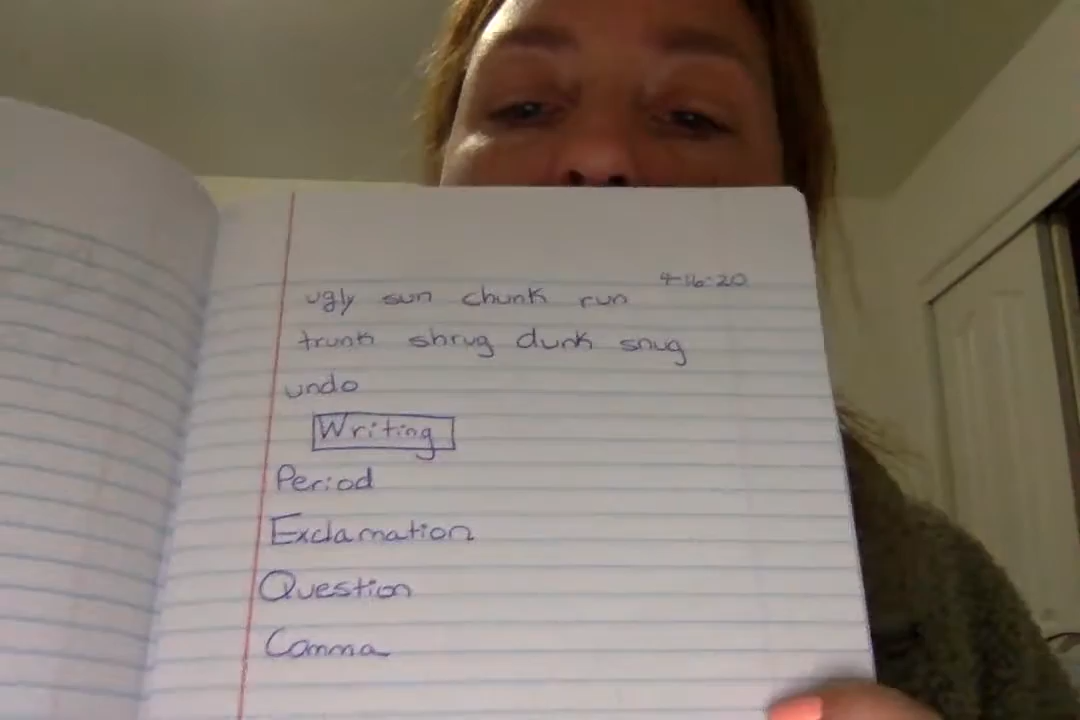 4-16-20
ugly sun chunk run
trunk shrug dunk snug
undo
Writing
Period
Exclamation
Question
Comma